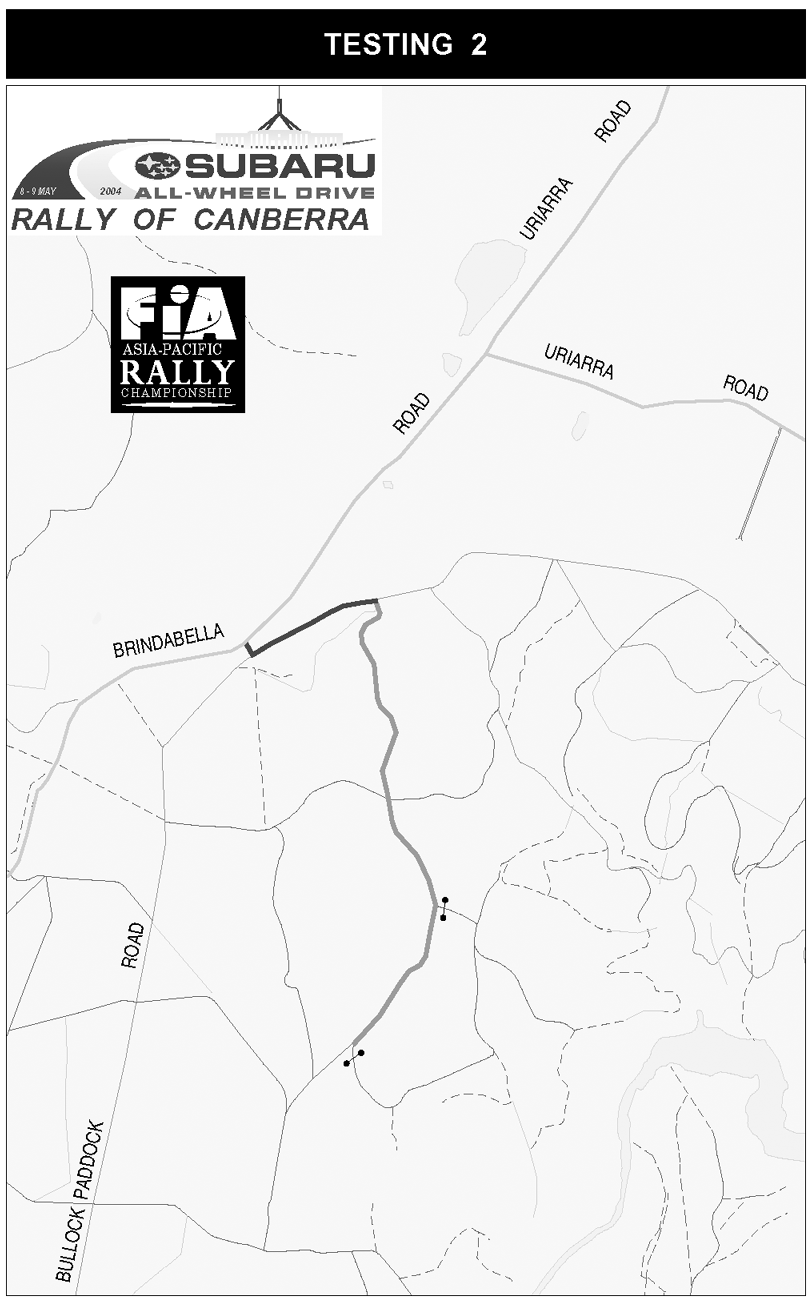 TESTING 2
8 - 9 MAY 2004
SUBARU
ALL-WHEEL DRIVE
RALLY OF CANBERRA
FiA
ASIA-PACIFIC
RALLY
CHAMPIONSHIP
ROAD
URIARRA
URIARRA
ROAD
ROAD
BRINDABELLA
ROAD
BULLOCK PADDOCK